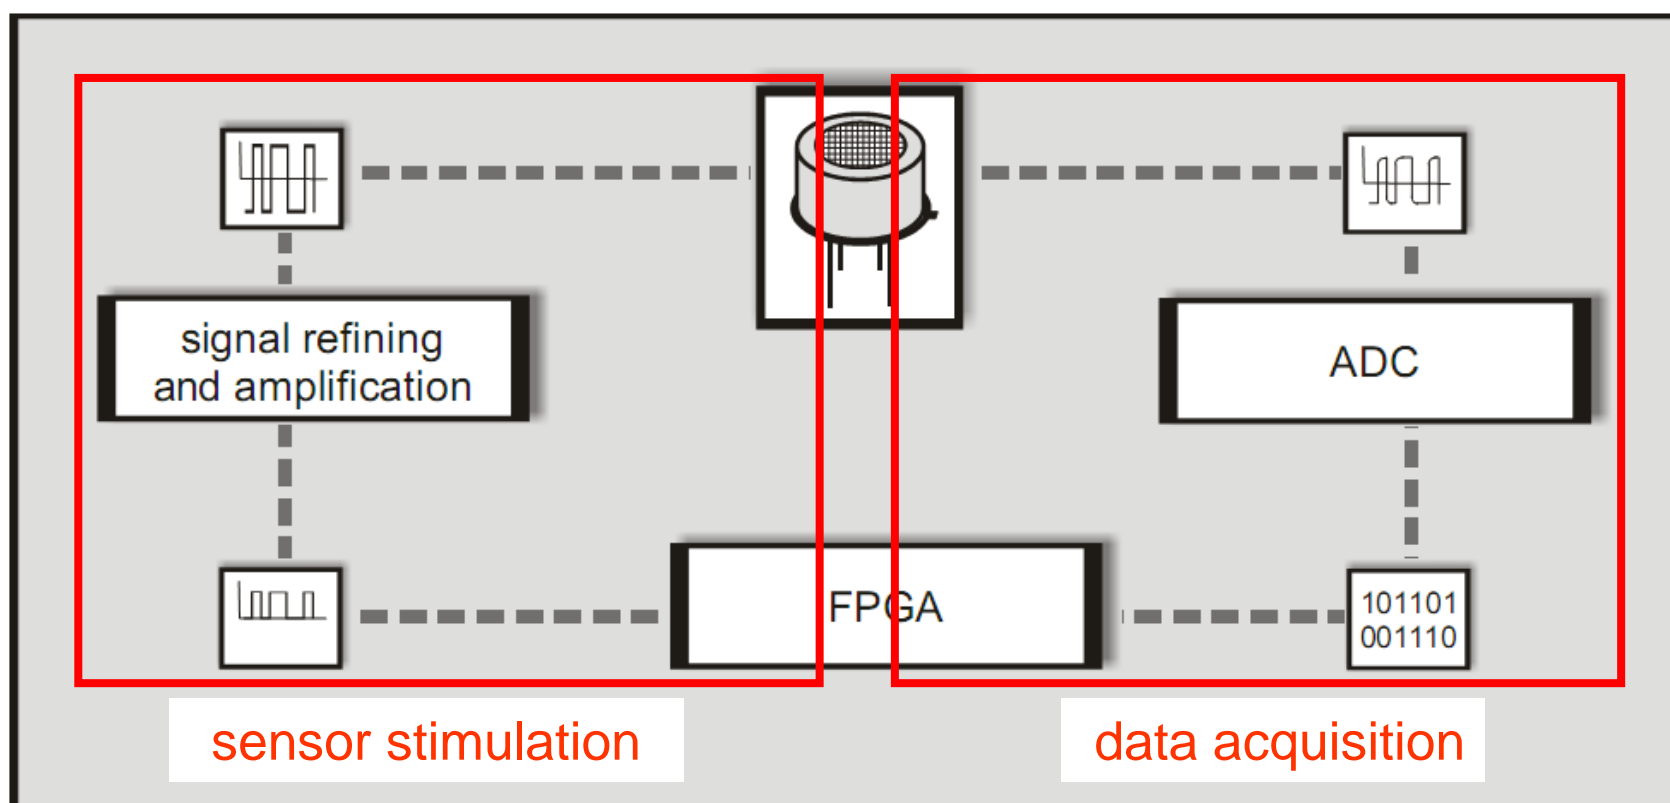 signal refining
and amplification
ADC
FPGA
101101
001110
sensor stimulation
data acquisition